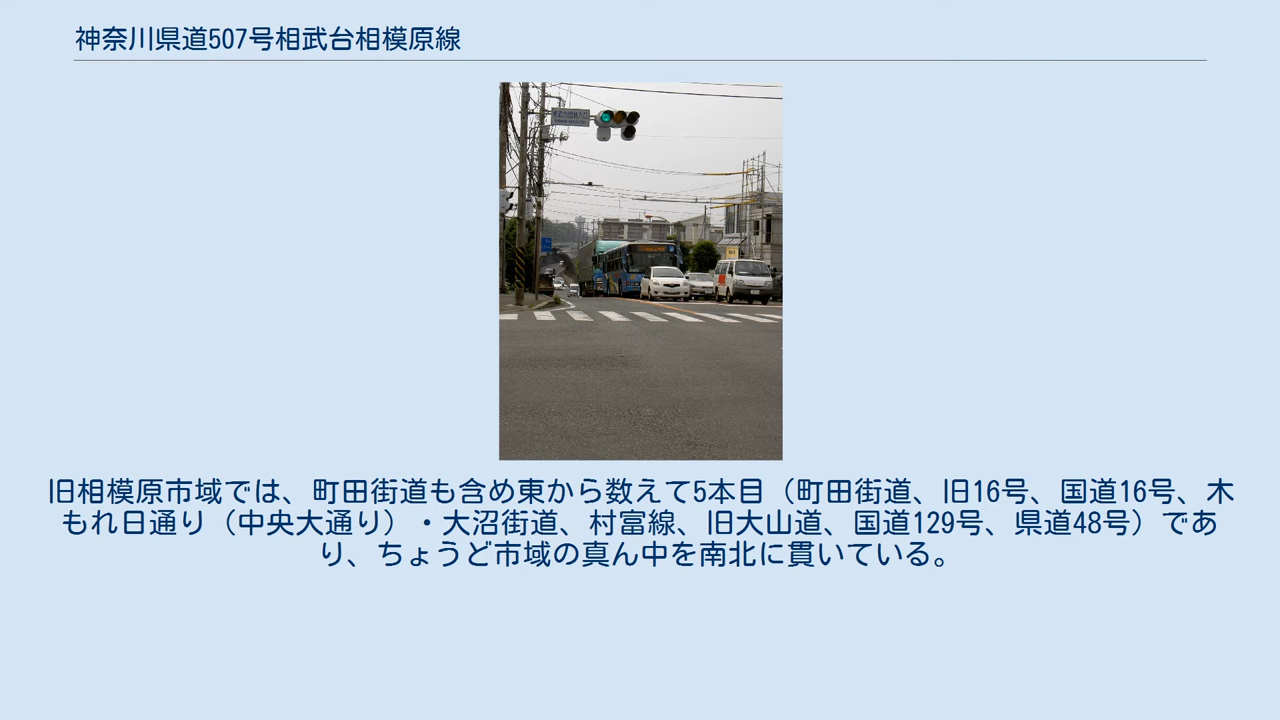 神奈川県道507号相武台相模原線
旧相模原市域では、町田街道も含め東から数えて5本目（町田街道、旧16号、国道16号、木
もれ日通り（中央大通り）・大沼街道、村富線、旧大山道、国道129号、県道48号）であ
り、ちょうど市域の真ん中を南北に貫いている。